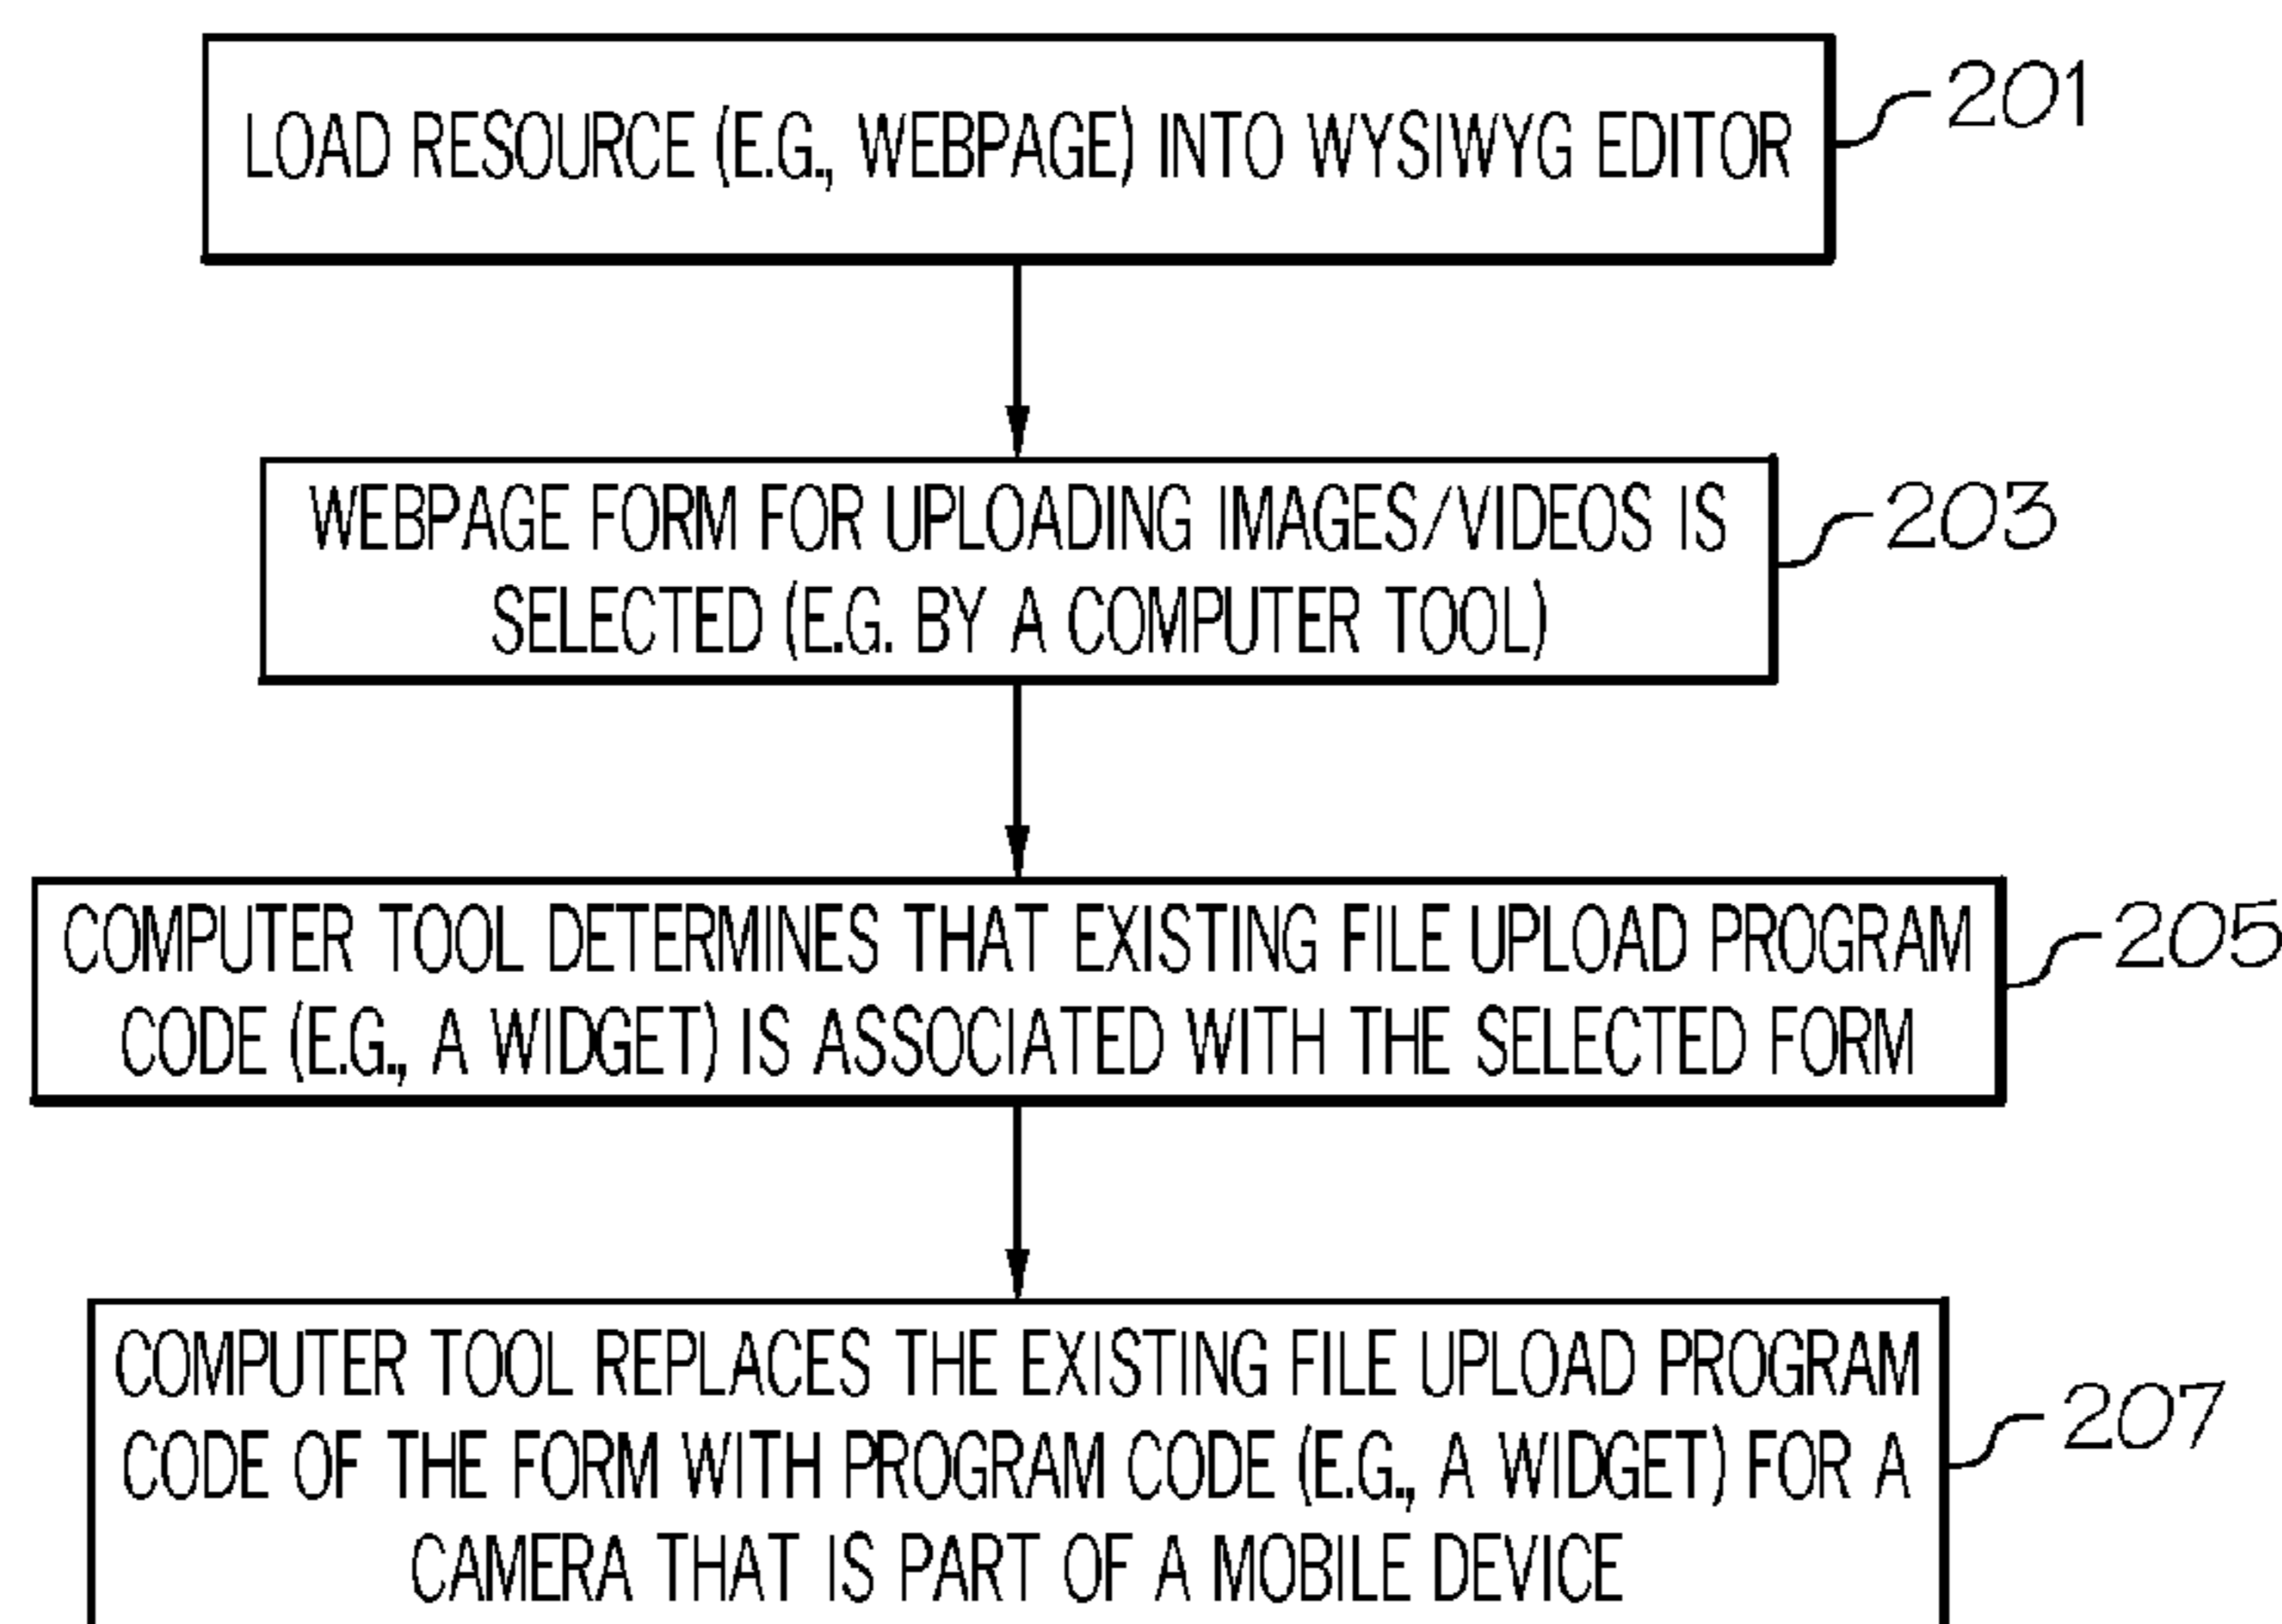 LOAD RESOURCE (E.G., WEBPAGE) INTO WYSIWYG EDITOR
201
WEBPAGE FORM FOR UPLOADING IMAGES/VIDEOS IS
SELECTED (E.G. BY A COMPUTER TOOL)
203
COMPUTER TOOL DETERMINES THAT EXISTING FILE UPLOAD PROGRAM
CODE (E.G., A WIDGET) IS ASSOCIATED WITH THE SELECTED FORM
205
COMPUTER TOOL REPLACES THE EXISTING FILE UPLOAD PROGRAM
CODE OF THE FORM WITH PROGRAM CODE (E.G., A WIDGET) FOR A
CAMERA THAT IS PART OF A MOBILE DEVICE
207